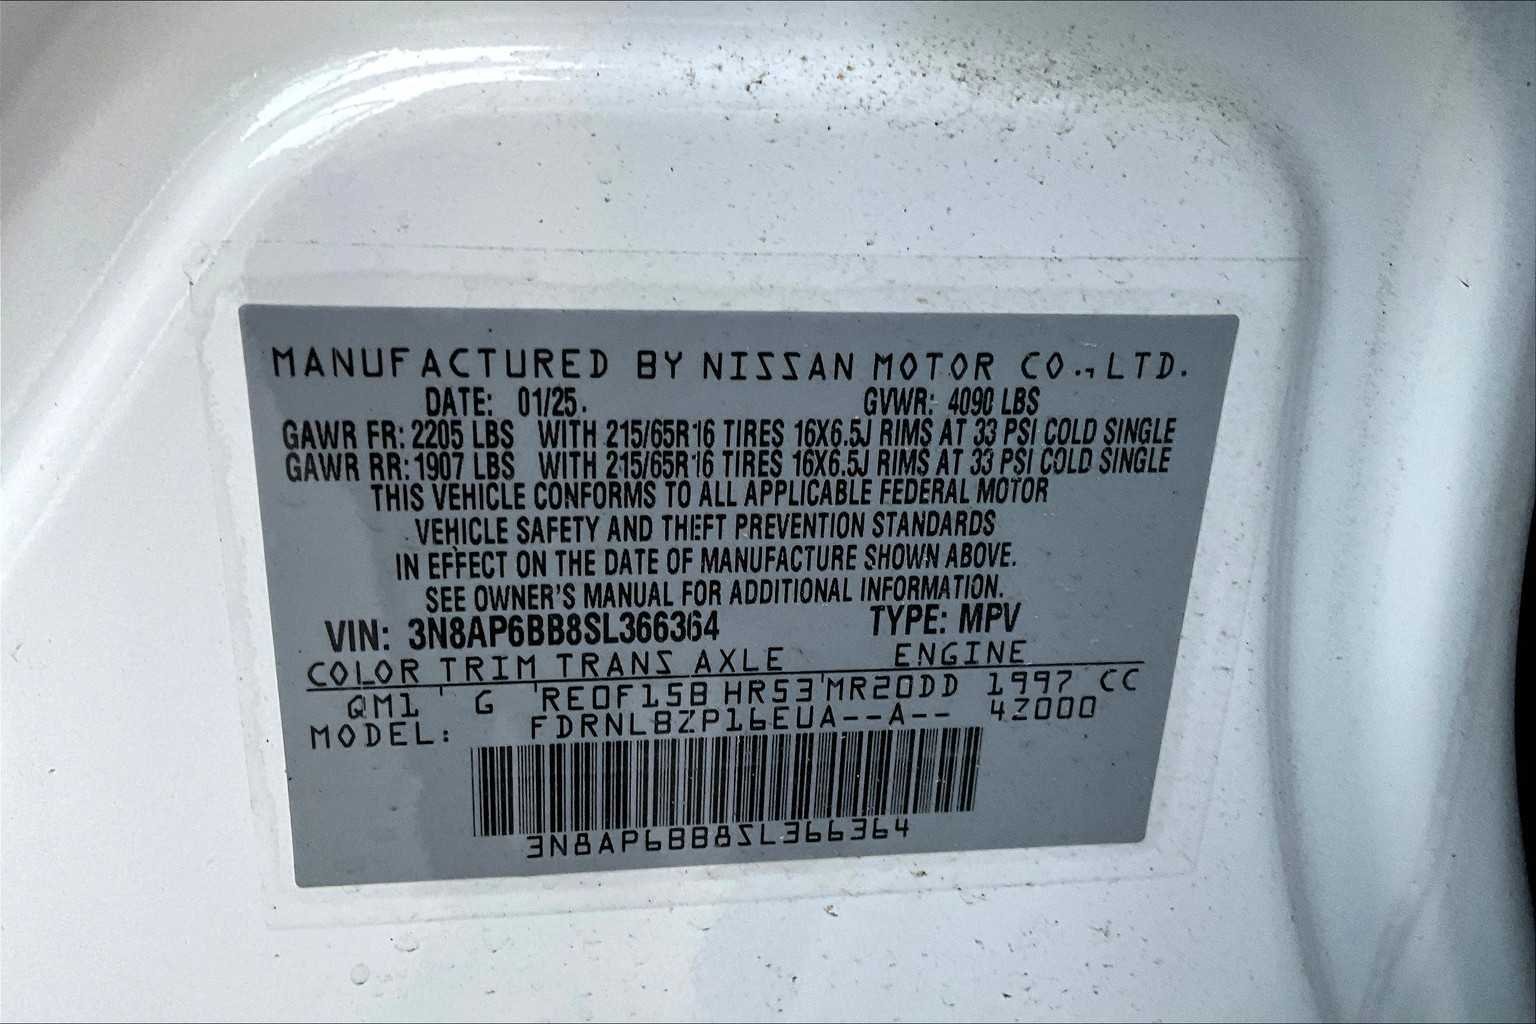 MANUFACTURED BY NISSAN MOTOR CO., LTD.
DATE: 01/25. GVWR: 4090 LBS
GAWR FR: 2205 LBS WITH 215/65R16 TIRES 16X6.5J RIMS AT 33 PSI COLD SINGLE
GAWR RR: 1907 LBS WITH 215/65R16 TIRES 16X6.5J RIMS AT 33 PSI COLD SINGLE
THIS VEHICLE CONFORMS TO ALL APPLICABLE FEDERAL MOTOR
VEHICLE SAFETY AND THEFT PREVENTION STANDARDS
IN EFFECT ON THE DATE OF MANUFACTURE SHOWN ABOVE.
SEE OWNER'S MANUAL FOR ADDITIONAL INFORMATION.
VIN: 3N8AP6BB8SL366364 TYPE: MPV
COLOR TRIM TRANS AXLE ENGINE
QM1 G RE0F15B HR53 MR20DD 1997 CC
MODEL: FDRNLBZP16EUA--A-- 4Z000
3N8AP6BB8SL366364